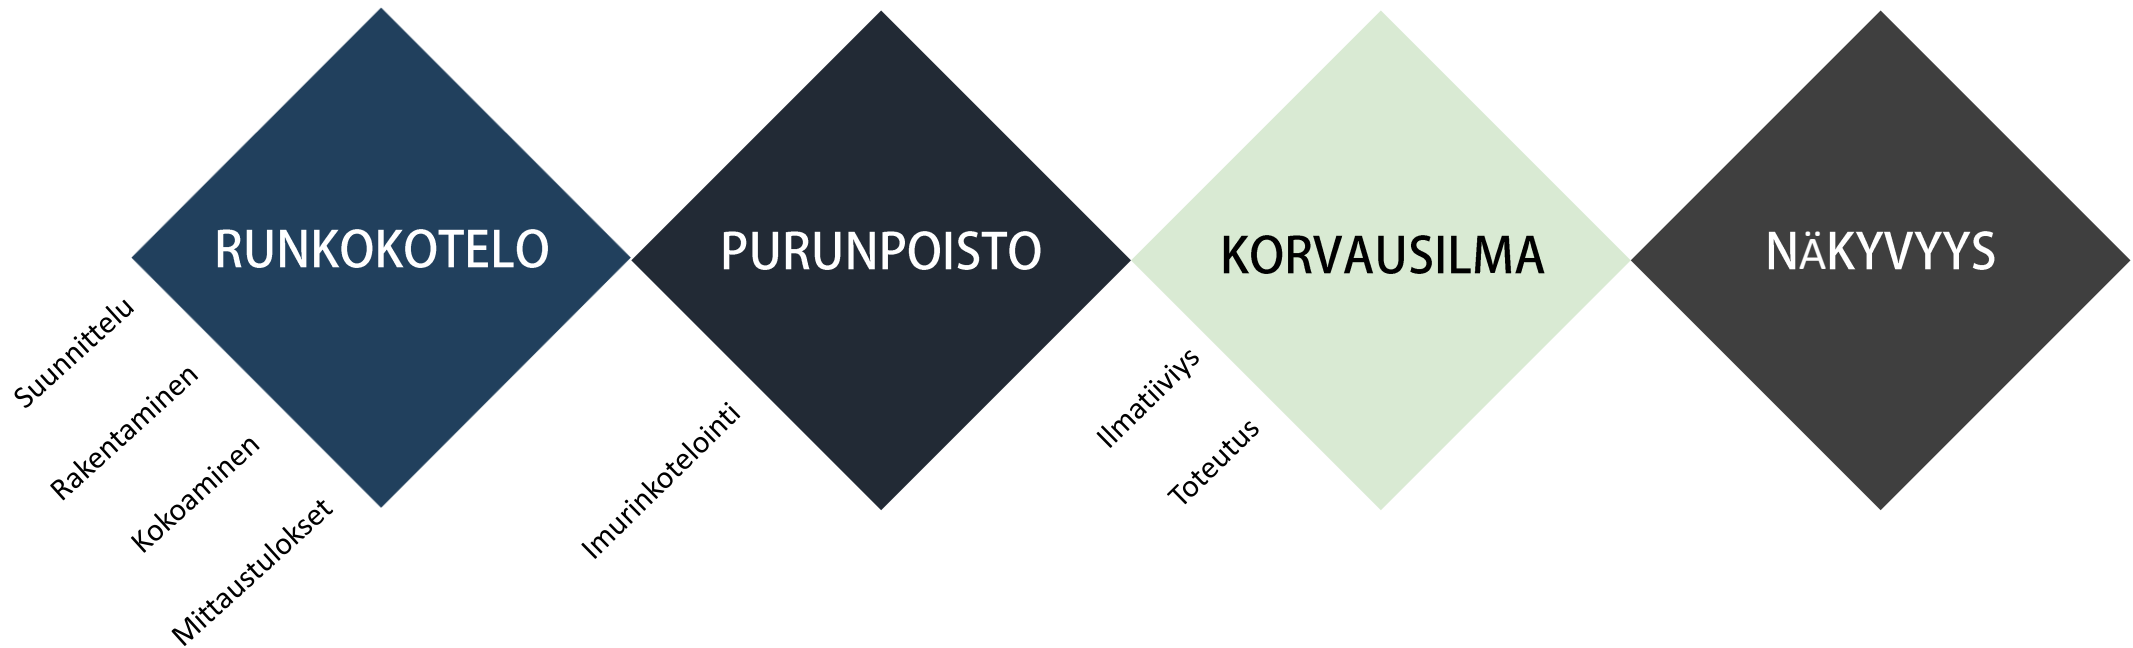 RUNKOKOTELO
Suunnittelu
Rakentaminen
Kokoaminen
Mittaustulokset
PURUNPOISTO
Imurinkotelointi
KORVAUSILMA
Ilmatiiviys
Toteutus
NÄKYVYYS